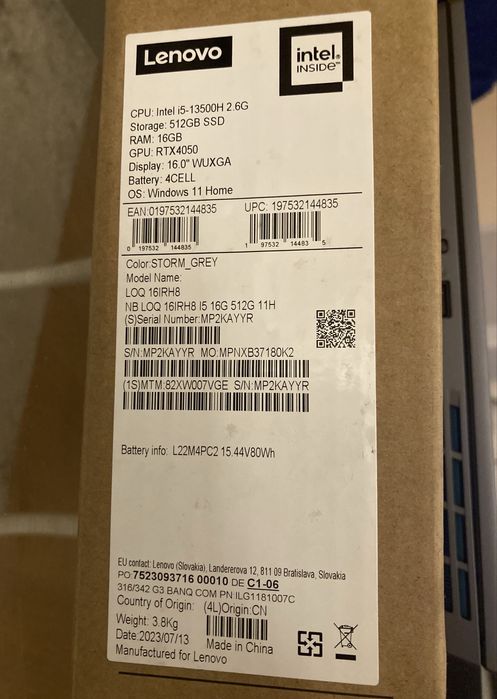 Lenovo
intel.
INSIDE™
CPU: Intel i5-13500H 2.6G
Storage: 512GB SSD
RAM: 16GB
GPU: RTX4050
Display: 16.0" WUXGA
Battery: 4CELL
OS: Windows 11 Home
EAN:0197532144835 UPC: 197532144835
0 197532 144835 1 97532 14483 5
Color:STORM_GREY
Model Name:
LOQ 16IRH8
NB LOQ 16IRH8 I5 16G 512G 11H
(S)Serial Number:MP2KAYYR
S/N:MP2KAYYR MO:MPNXB37180K2
(1S)MTM:82XW007VGE S/N:MP2KAYYR
Battery info: L22M4PC2 15.44V80Wh
EU contact: Lenovo (Slovakia), Landererova 12, 811 09 Bratislava, Slovakia
PO:7523093716 00010 DE C1-06
316/342 G3 BANQ COM PN:ILG1181007C
Country of Origin: (4L)Origin:CN
Weight: 3.8Kg
Date:2023/07/13 Made in China
Manufactured for Lenovo